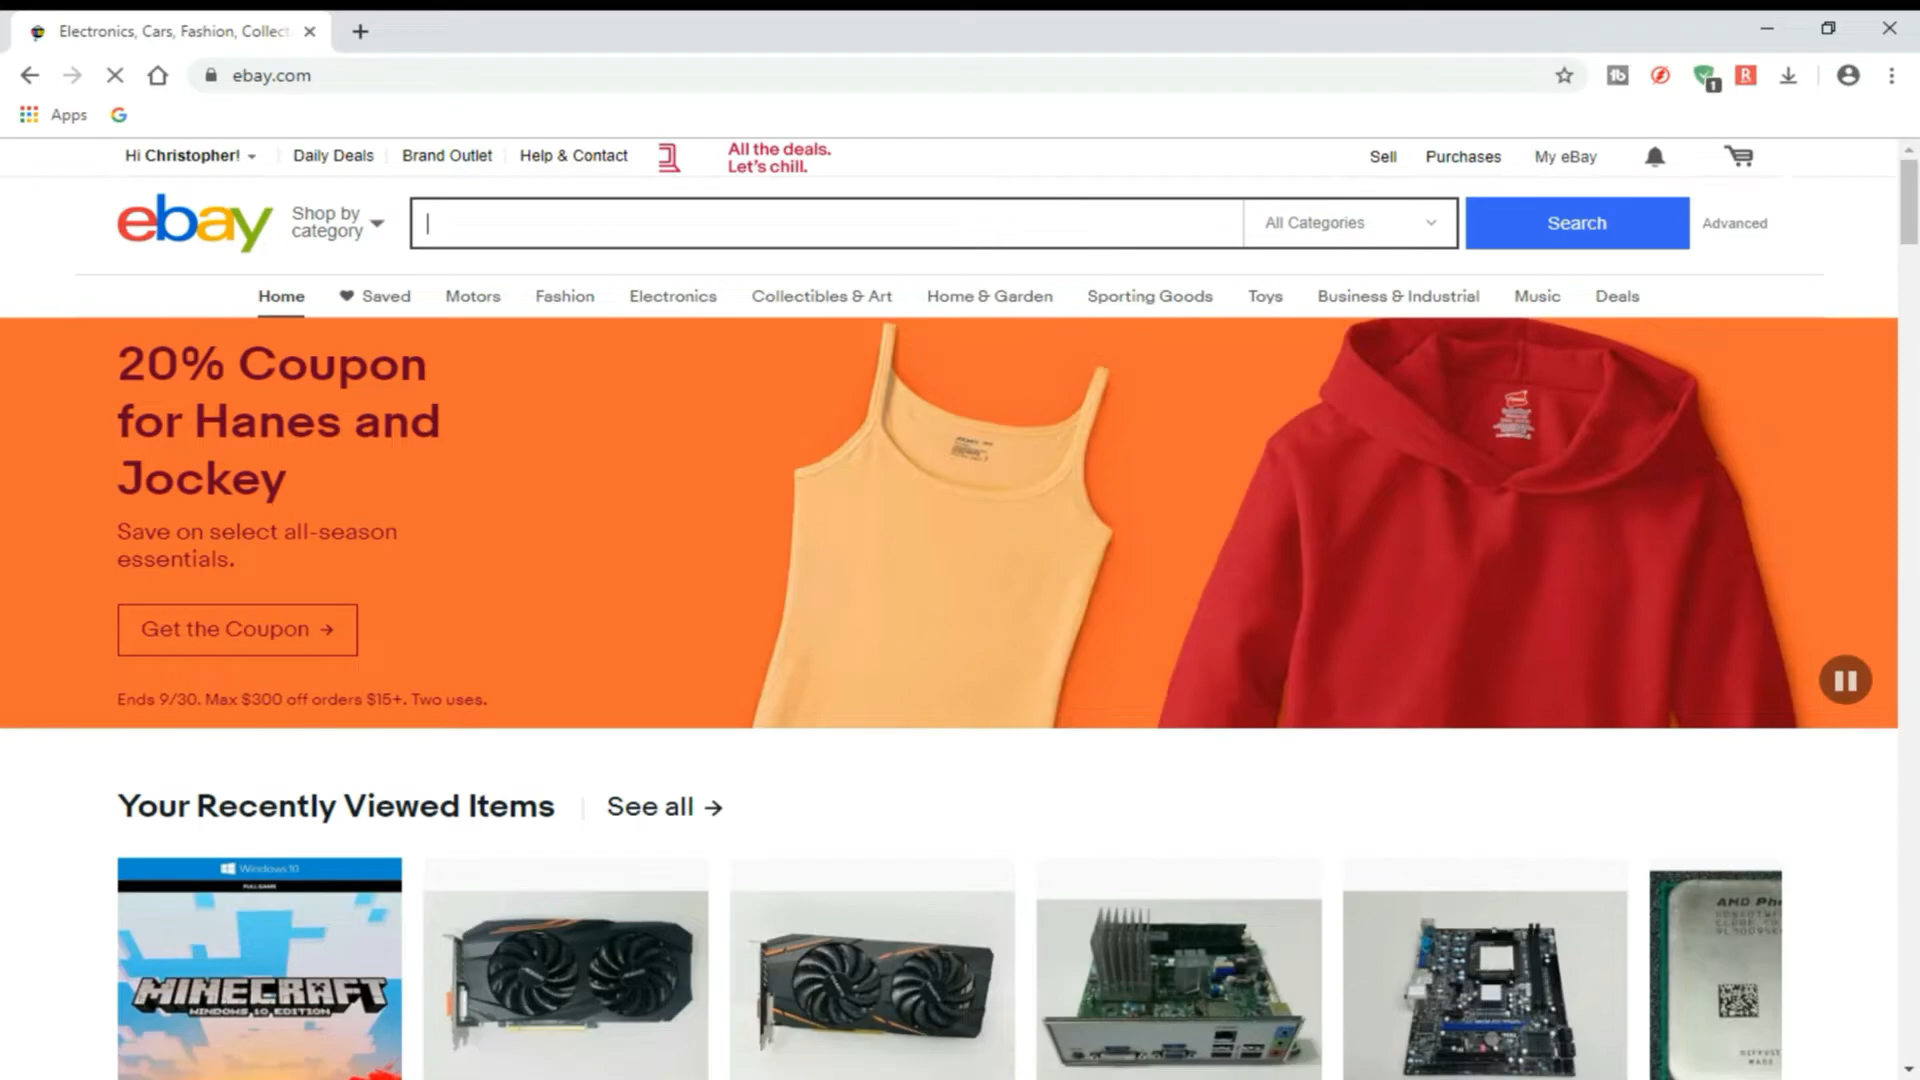 Electronics, Cars, Fashion, Collect
ebay.com
1
Apps
Hi Christopher!
Daily Deals
Brand Outlet
Help & Contact
All the deals.
Let's chill.
Sell
Purchases
My eBay
ebay
Shop by
category
All Categories
Search
Advanced
Home
Saved
Motors
Fashion
Electronics
Collectibles & Art
Home & Garden
Sporting Goods
Toys
Business & Industrial
Music
Deals
20% Coupon
for Hanes and
Jockey
Save on select all-season
essentials.
Get the Coupon →
Ends 9/30. Max $300 off orders $15+. Two uses.
Your Recently Viewed Items
See all →
Windows 10
FULL GAME
MINECRAFT
WINDOWS 10 EDITION
AMD